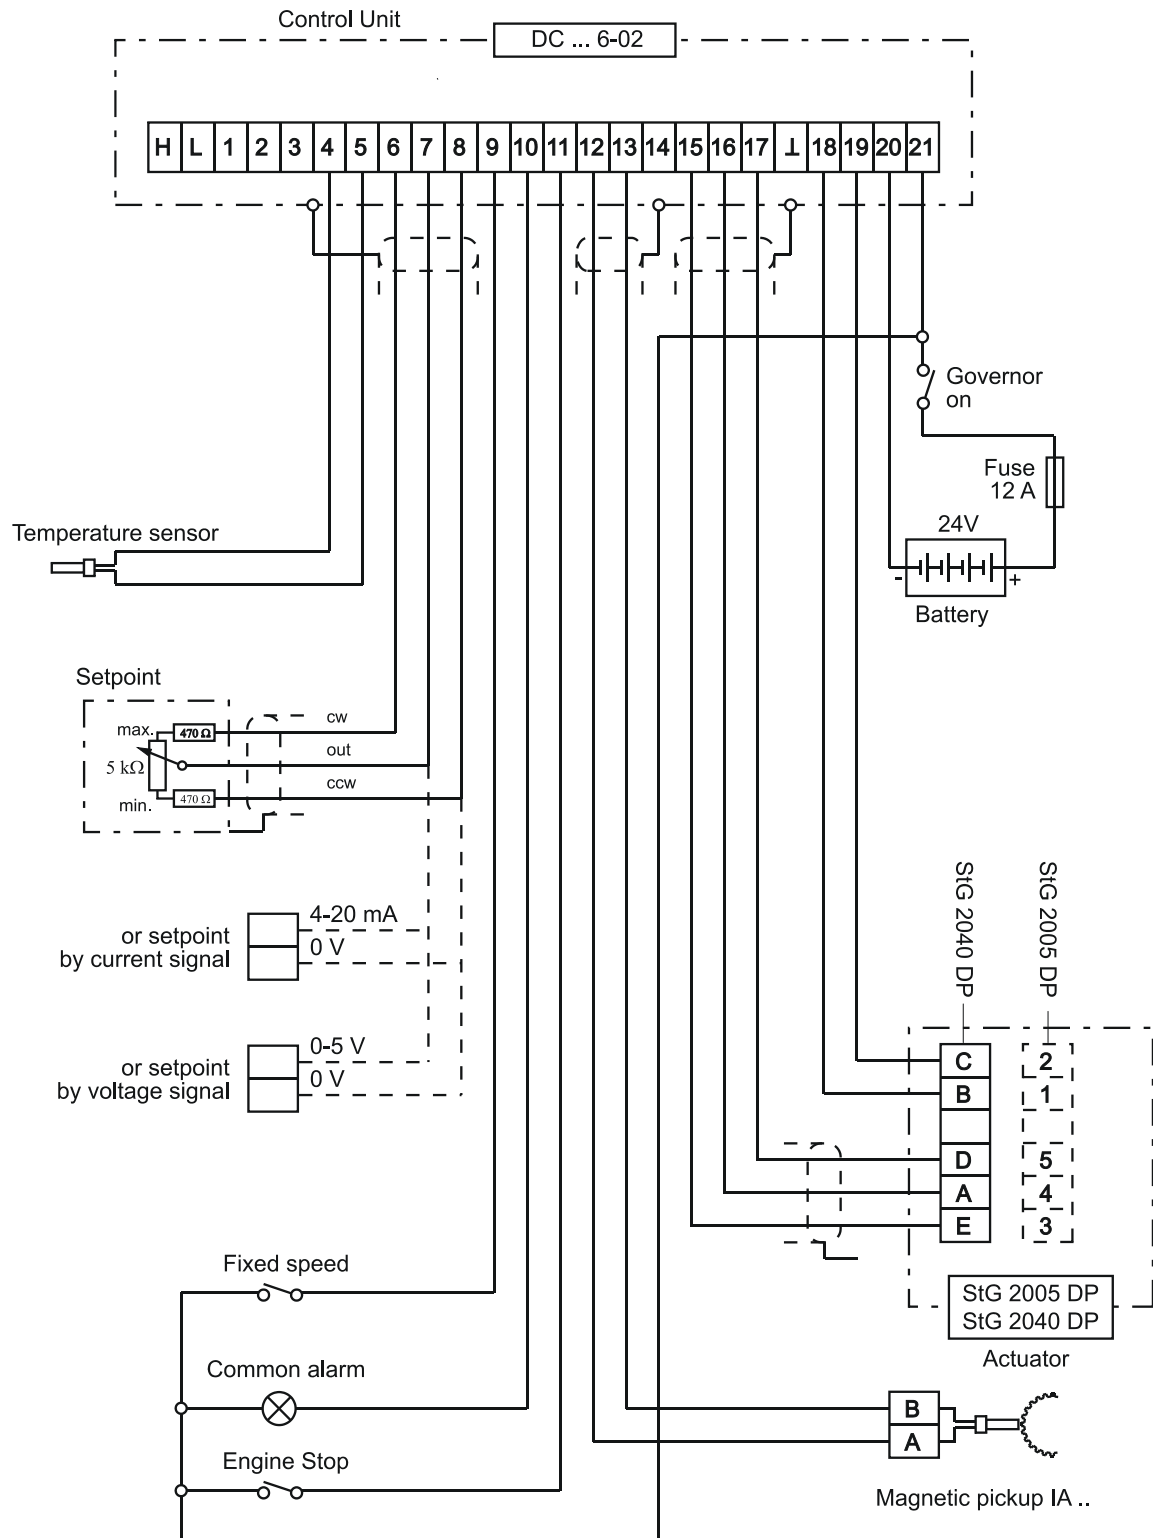 Control Unit
DC ... 6-02
H L 1 2 3 4 5 6 7 8 9 10 11 12 13 14 15 16 17 ⊥ 18 19 20 21
Governor
on
Fuse
12 A
24V
- +
Battery
Temperature sensor
Setpoint
max. 470 Ω cw
5 kΩ out
min. 470 Ω ccw
or setpoint
by current signal
4-20 mA
0 V
or setpoint
by voltage signal
0-5 V
0 V
StG 2040 DP
StG 2005 DP
C 2
B 1
D 5
A 4
E 3
StG 2005 DP
StG 2040 DP
Actuator
Fixed speed
Common alarm
Engine Stop
B
A
Magnetic pickup IA ..